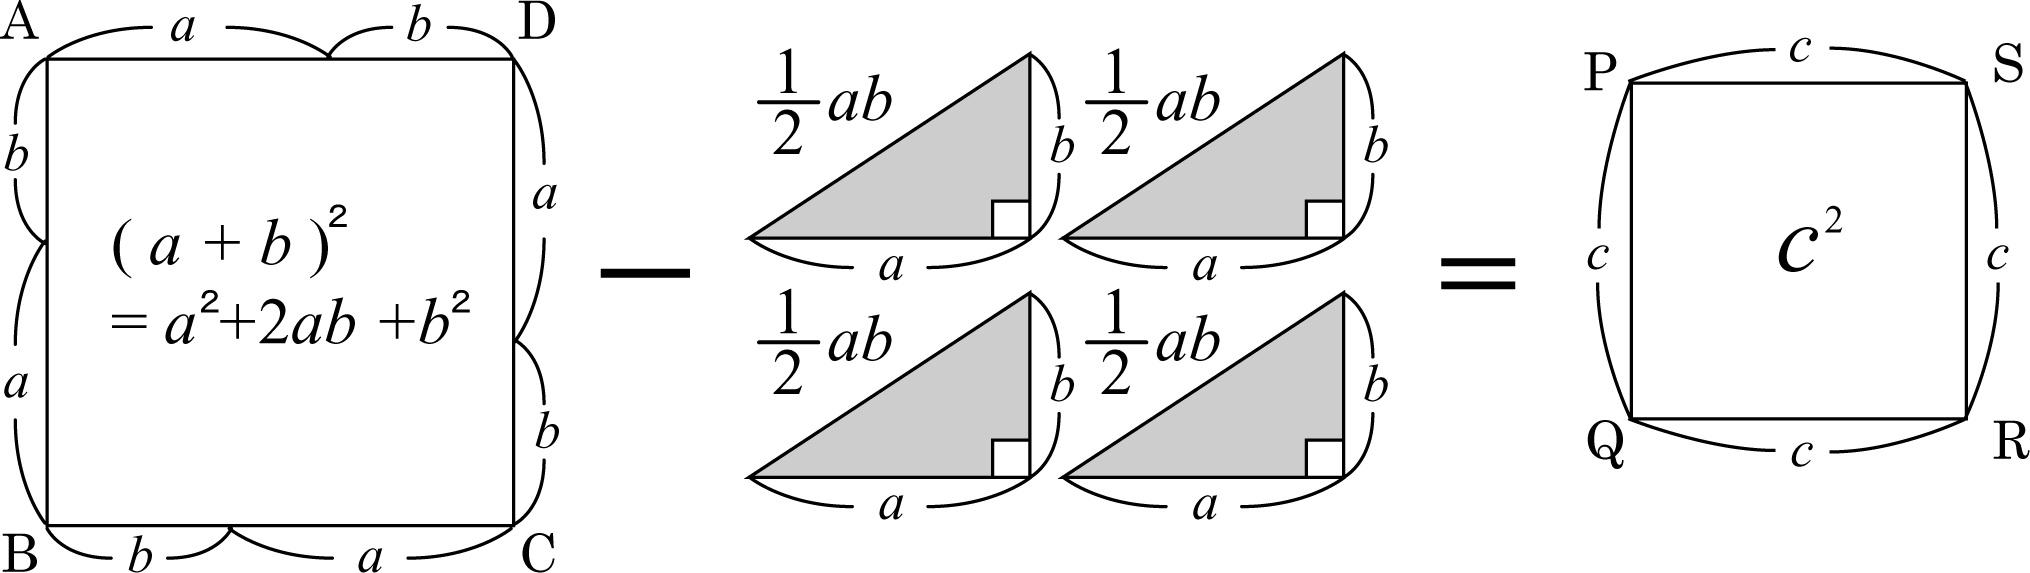 A a b D
b
a
( a + b )²
= a²+2ab +b²
a
b
B b a C
−
1/2 ab b a
1/2 ab b a
1/2 ab b a
1/2 ab b a
=
P c S
c
c²
c
Q c R